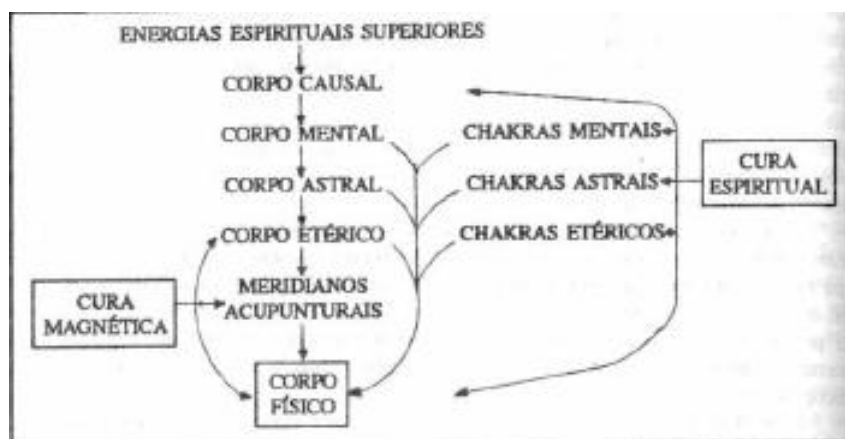 ENERGIAS ESPIRITUAIS SUPERIORES
CORPO CAUSAL
CORPO MENTAL
CHAKRAS MENTAIS
CURA
ESPIRITUAL
CORPO ASTRAL
CHAKRAS ASTRAIS
CORPO ETÉRICO
CHAKRAS ETÉRICOS
CURA
MAGNÉTICA
MERIDIANOS
ACUPUNTURAIS
CORPO
FÍSICO